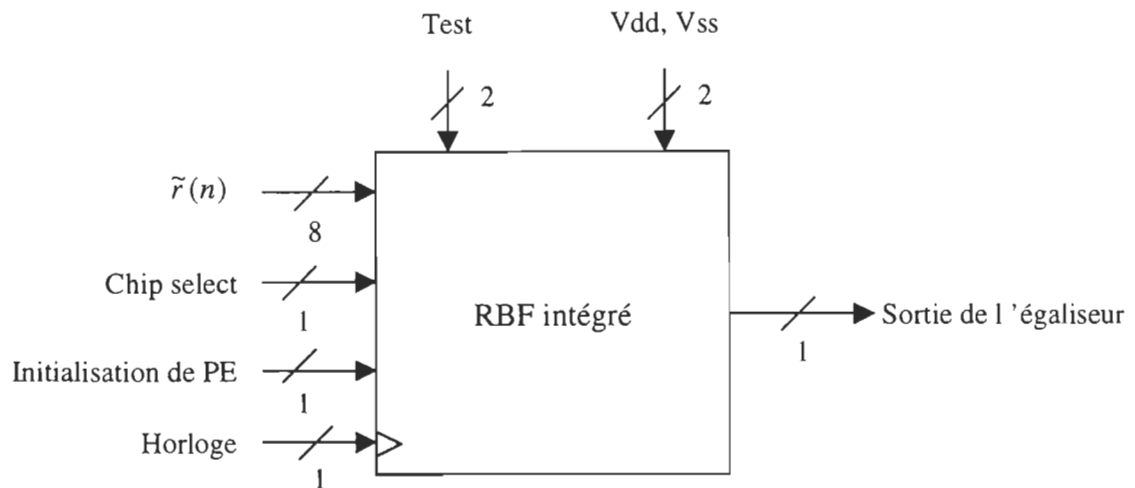 Test
Vdd, Vss
2
2
r̃(n)
8
Chip select
1
RBF intégré
Sortie de l 'égaliseur
1
Initialisation de PE
1
Horloge
1